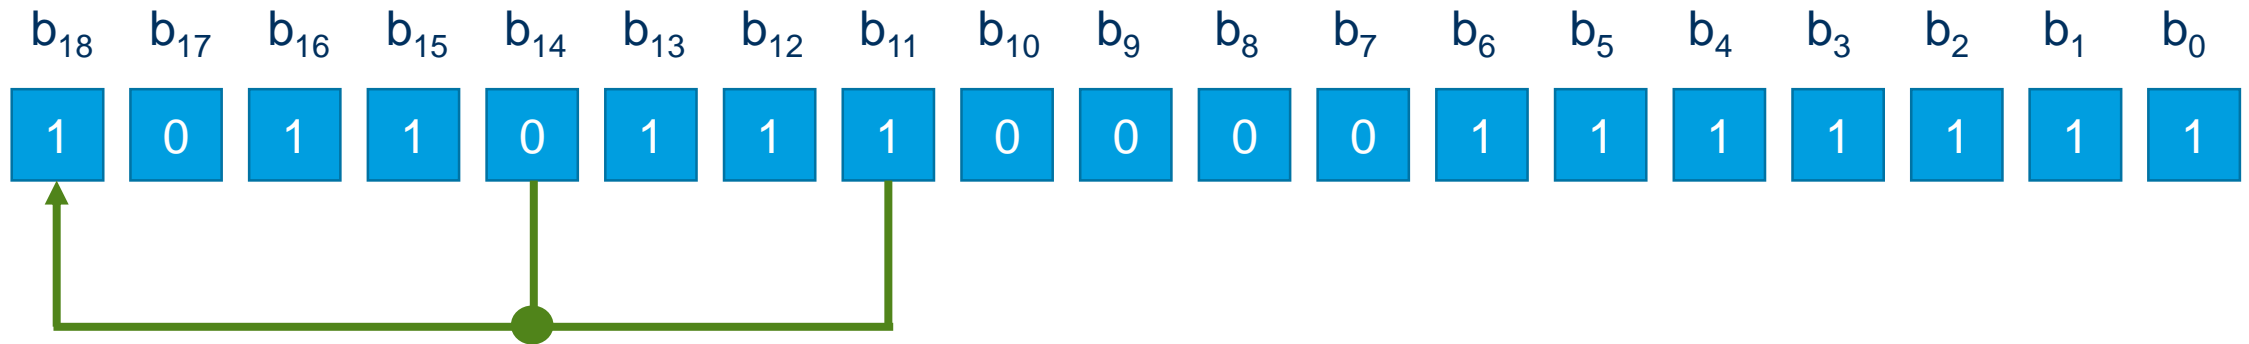 b₁₈ b₁₇ b₁₆ b₁₅ b₁₄ b₁₃ b₁₂ b₁₁ b₁₀ b₉ b₈ b₇ b₆ b₅ b₄ b₃ b₂ b₁ b₀
1 0 1 1 0 1 1 1 0 0 0 0 1 1 1 1 1 1 1